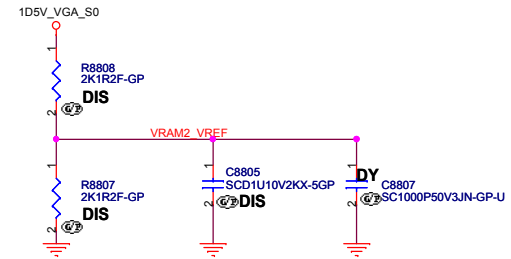 1D5V_VGA_S0
1
R8808
2K1R2F-GP
DIS
2
G/P
VRAM2_VREF
1
R8807
2K1R2F-GP
DIS
2
G/P
1
C8805
SCD1U10V2KX-5GP
2
G/P
DIS
1
DY
C8807
SC1000P50V3JN-GP-U
2
G/P